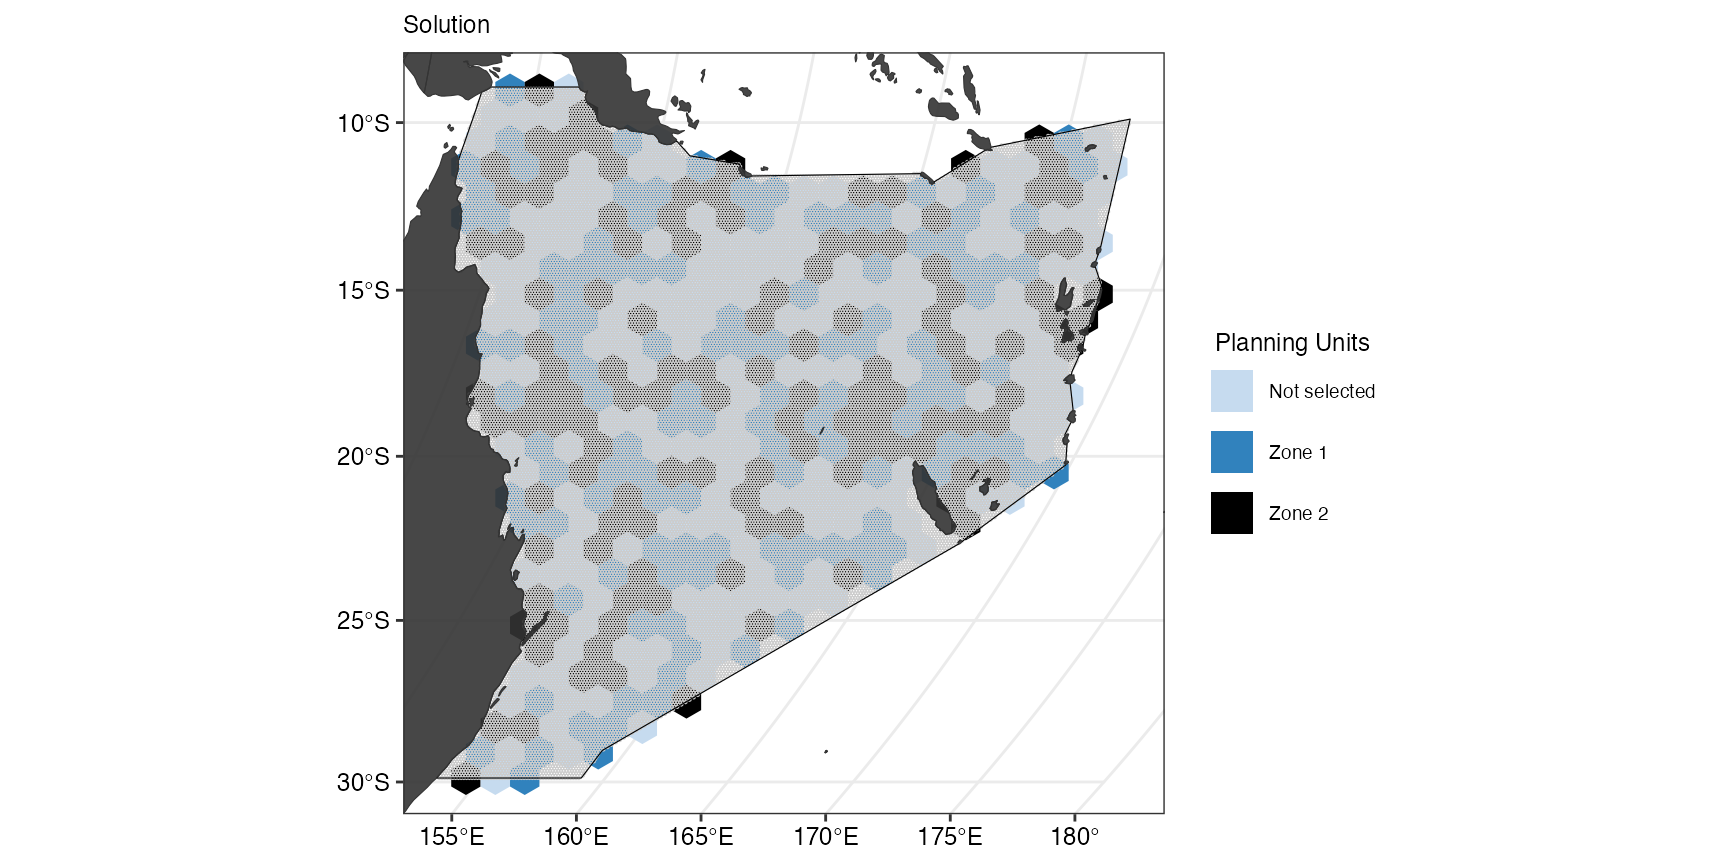 Solution
10°S
15°S
20°S
25°S
30°S
155°E 160°E 165°E 170°E 175°E 180°
Planning Units
Not selected
Zone 1
Zone 2